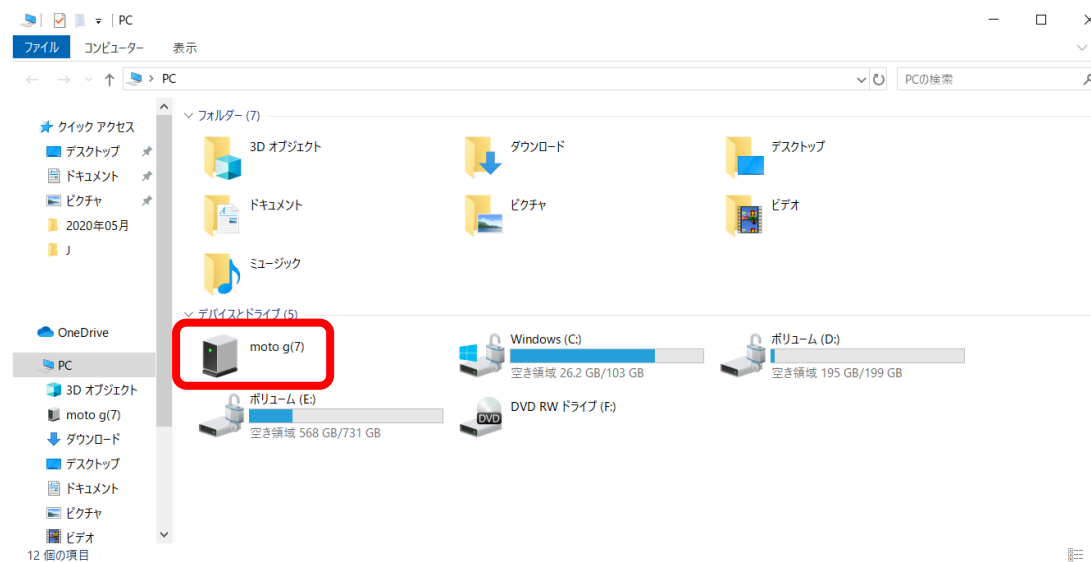 PC
ファイル コンピューター 表示
PC PCの検索
クイック アクセス
デスクトップ
ドキュメント
ピクチャ
2020年05月
J
OneDrive
PC
3D オブジェクト
moto g(7)
ダウンロード
デスクトップ
ドキュメント
ピクチャ
ビデオ
フォルダー (7)
3D オブジェクト ダウンロード デスクトップ
ドキュメント ピクチャ ビデオ
ミュージック
デバイスとドライブ (5)
moto g(7)
Windows (C:)
空き領域 26.2 GB/103 GB
ボリューム (D:)
空き領域 195 GB/199 GB
ボリューム (E:)
空き領域 568 GB/731 GB
DVD RW ドライブ (F:)
DVD
12 個の項目